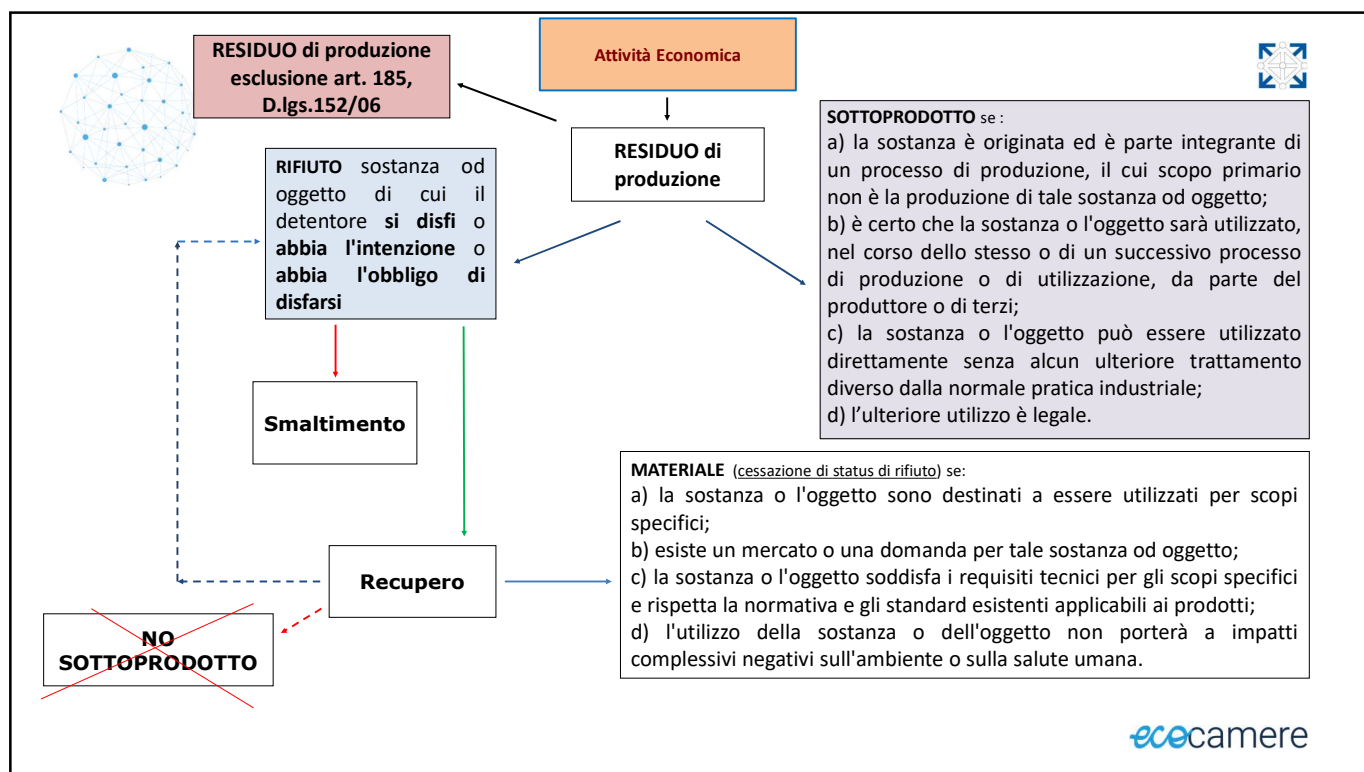 RESIDUO di produzione
esclusione art. 185,
D.lgs.152/06
Attività Economica
RESIDUO di
produzione
RIFIUTO sostanza od
oggetto di cui il
detentore si disfi o
abbia l'intenzione o
abbia l'obbligo di
disfarsi
SOTTOPRODOTTO se :
a) la sostanza è originata ed è parte integrante di
un processo di produzione, il cui scopo primario
non è la produzione di tale sostanza od oggetto;
b) è certo che la sostanza o l'oggetto sarà utilizzato,
nel corso dello stesso o di un successivo processo
di produzione o di utilizzazione, da parte del
produttore o di terzi;
c) la sostanza o l'oggetto può essere utilizzato
direttamente senza alcun ulteriore trattamento
diverso dalla normale pratica industriale;
d) l’ulteriore utilizzo è legale.
Smaltimento
MATERIALE (cessazione di status di rifiuto) se:
a) la sostanza o l'oggetto sono destinati a essere utilizzati per scopi
specifici;
b) esiste un mercato o una domanda per tale sostanza od oggetto;
c) la sostanza o l'oggetto soddisfa i requisiti tecnici per gli scopi specifici
e rispetta la normativa e gli standard esistenti applicabili ai prodotti;
d) l'utilizzo della sostanza o dell'oggetto non porterà a impatti
complessivi negativi sull'ambiente o sulla salute umana.
Recupero
NO
SOTTOPRODOTTO
ecocamere